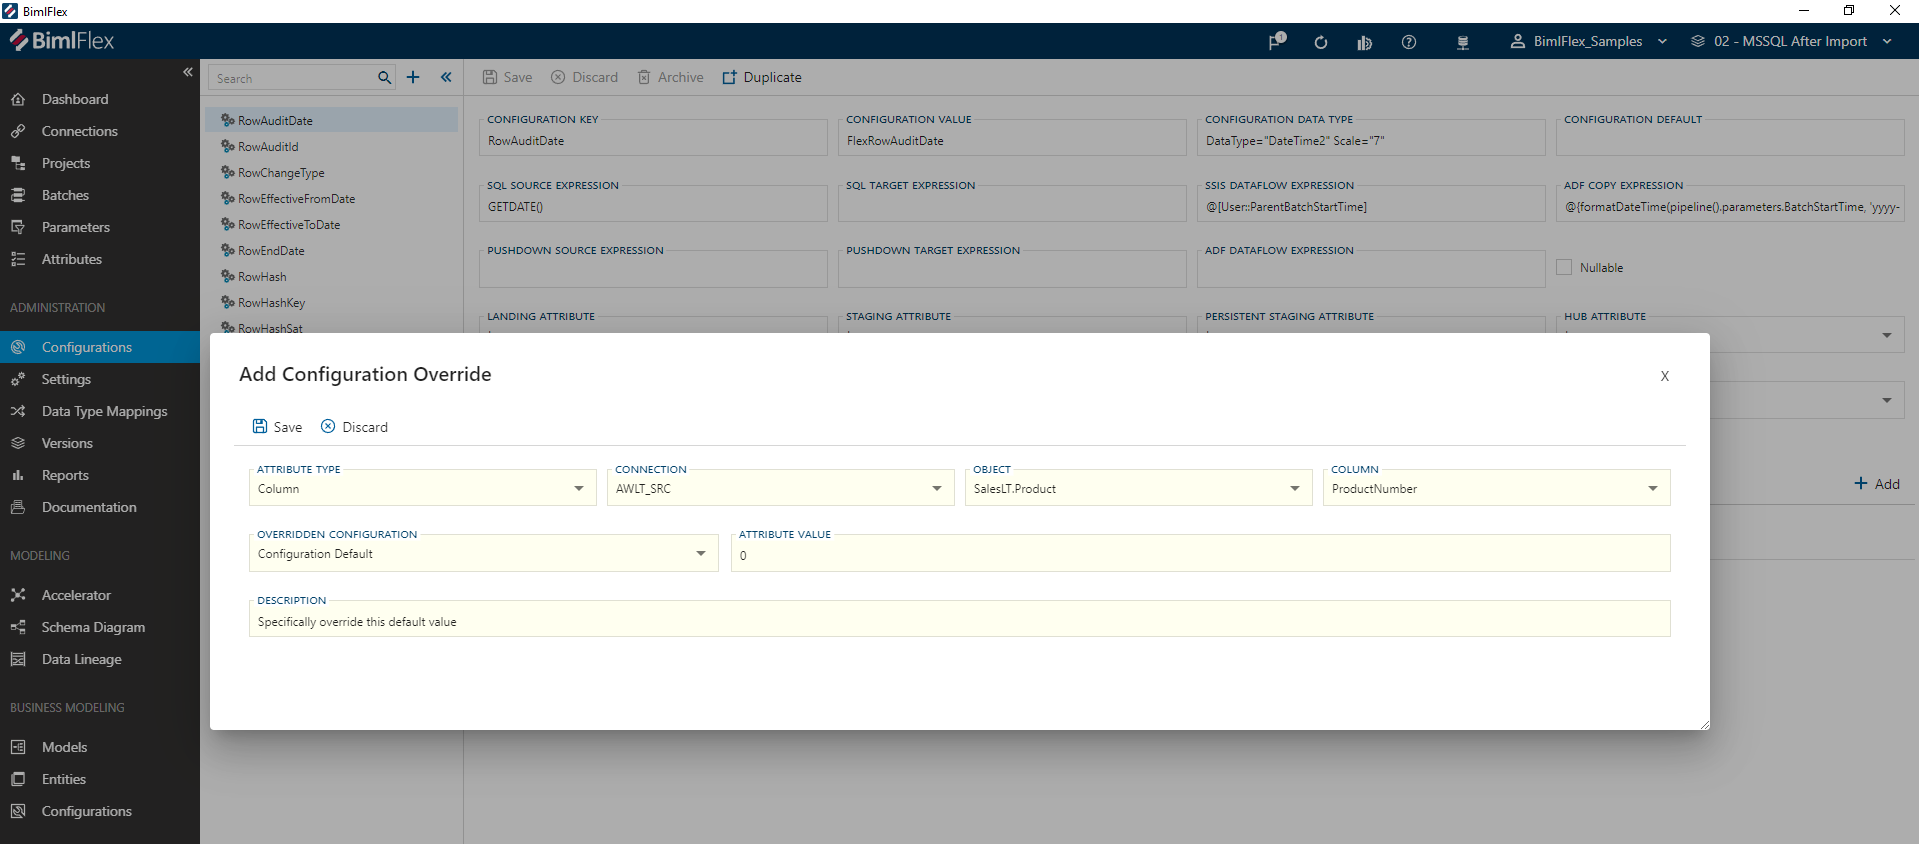 BimlFlex
BimlFlex
1
BimlFlex_Samples
02 - MSSQL After Import
Dashboard
Connections
Projects
Batches
Parameters
Attributes
ADMINISTRATION
Configurations
Settings
Data Type Mappings
Versions
Reports
Documentation
MODELING
Accelerator
Schema Diagram
Data Lineage
BUSINESS MODELING
Models
Entities
Configurations
Search
RowAuditDate
RowAuditId
RowChangeType
RowEffectiveFromDate
RowEffectiveToDate
RowEndDate
RowHash
RowHashKey
RowHashSat
Save Discard Archive Duplicate
CONFIGURATION KEY CONFIGURATION VALUE CONFIGURATION DATA TYPE CONFIGURATION DEFAULT
RowAuditDate FlexRowAuditDate DataType="DateTime2" Scale="7"
SQL SOURCE EXPRESSION SQL TARGET EXPRESSION SSIS DATAFLOW EXPRESSION ADF COPY EXPRESSION
GETDATE() @[User::ParentBatchStartTime] @{formatDateTime(pipeline().parameters.BatchStartTime, 'yyyy-
PUSHDOWN SOURCE EXPRESSION PUSHDOWN TARGET EXPRESSION ADF DATAFLOW EXPRESSION
Nullable
LANDING ATTRIBUTE STAGING ATTRIBUTE PERSISTENT STAGING ATTRIBUTE HUB ATTRIBUTE
Add
Add Configuration Override
X
Save Discard
ATTRIBUTE TYPE CONNECTION OBJECT COLUMN
Column AWLT_SRC SalesLT.Product ProductNumber
OVERRIDDEN CONFIGURATION ATTRIBUTE VALUE
Configuration Default 0
DESCRIPTION
Specifically override this default value